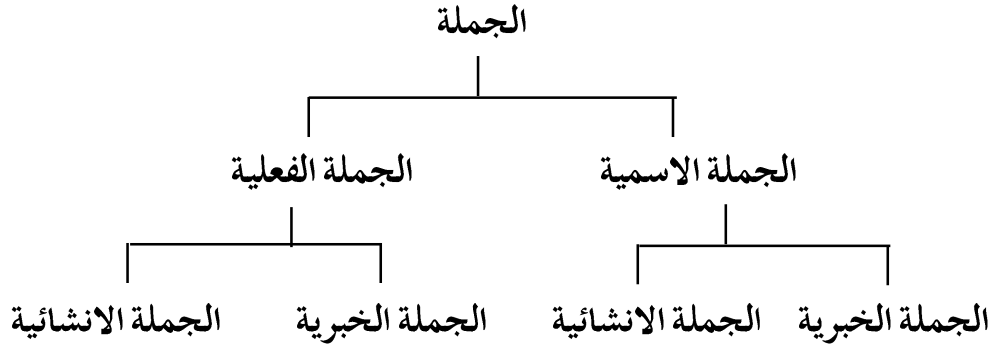 الجملة
الجملة الاسمية
الجملة الفعلية
الجملة الخبرية
الجملة الانشائية
الجملة الخبرية
الجملة الانشائية